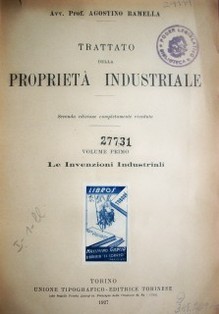 Avv. Prof. AGOSTINO RAMELLA
TRATTATO
DELLA
PROPRIETÀ INDUSTRIALE
Seconda edizione completamente riveduta
27731
VOLUME PRIMO
Le Invenzioni Industriali
LIBROS
TORINO
UNIONE TIPOGRAFICO-EDITRICE TORINESE
1927